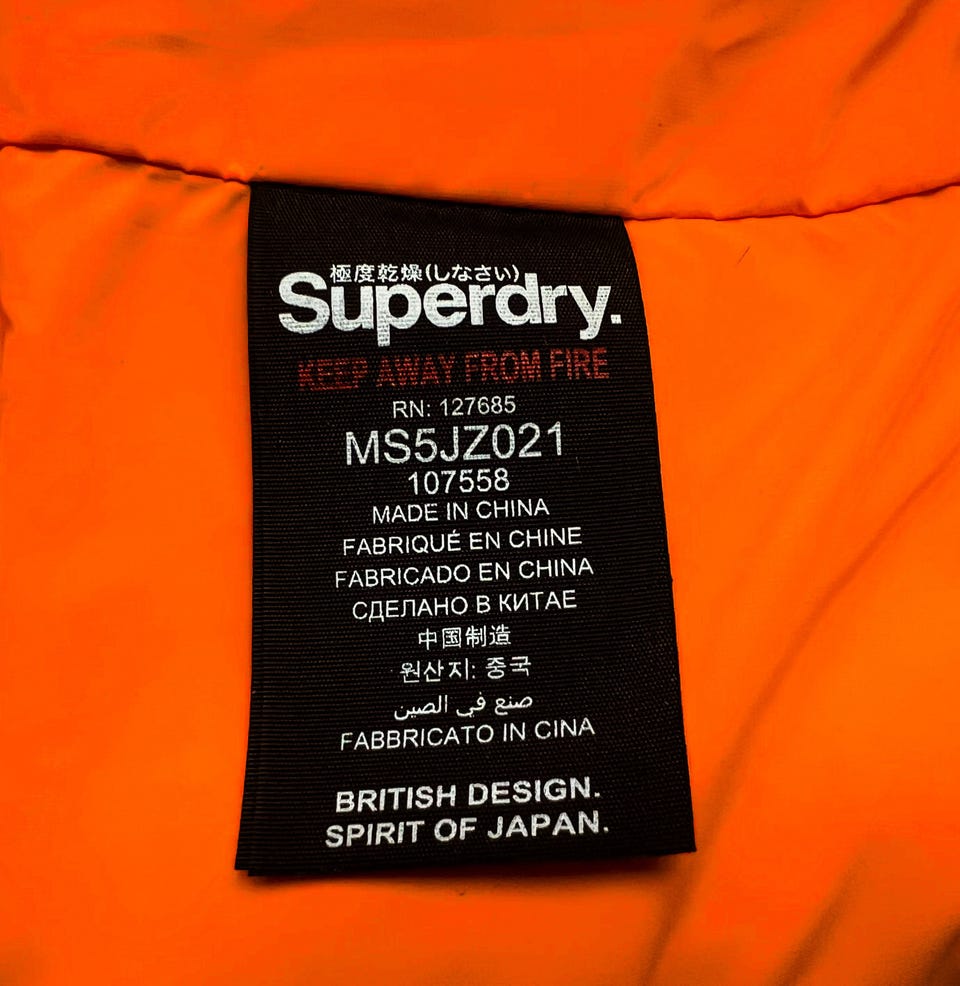 極度乾燥(しなさい)
Superdry.
KEEP AWAY FROM FIRE
RN: 127685
MS5JZ021
107558
MADE IN CHINA
FABRIQUÉ EN CHINE
FABRICADO EN CHINA
СДЕЛАНО В КИТАЕ
中国制造
원산지: 중국
صنع في الصين
FABBRICATO IN CINA
BRITISH DESIGN.
SPIRIT OF JAPAN.